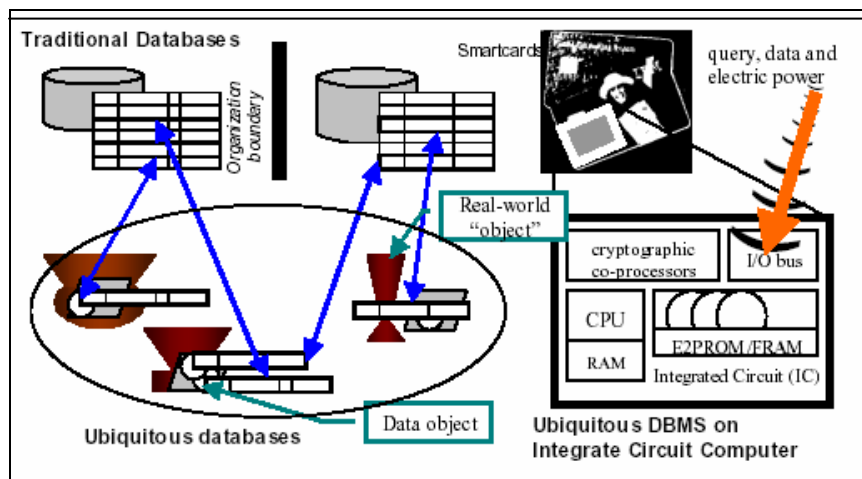 Traditional Databases
Organization
boundary
Smartcards
query, data and
electric power
Real-world
“object”
cryptographic
co-processors
I/O bus
CPU
RAM
E2PROM/FRAM
Integrated Circuit (IC)
Data object
Ubiquitous databases
Ubiquitous DBMS on
Integrate Circuit Computer